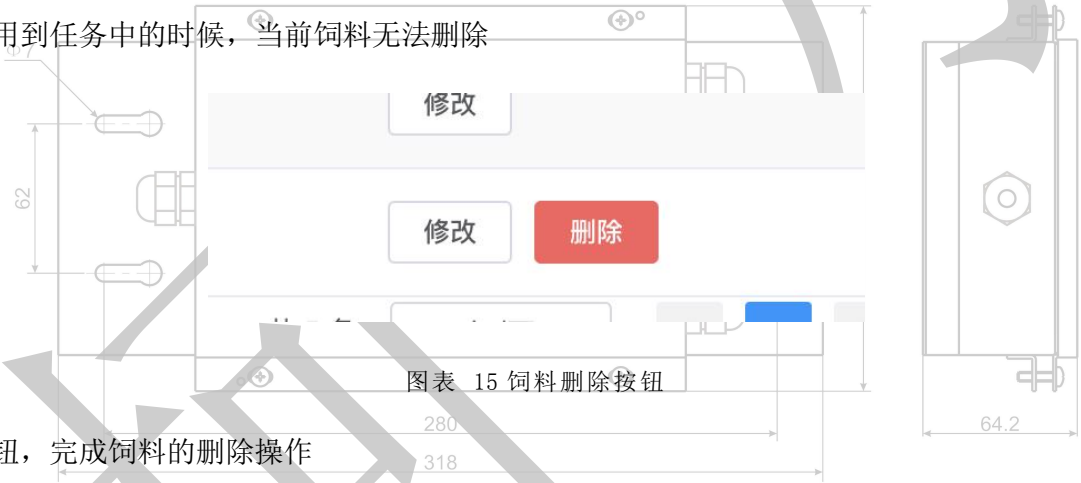 用到任务中的时候，当前饲料无法删除
Φ7
修改
62
修改 删除
图表 15 饲料删除按钮
280
64.2
钮，完成饲料的删除操作
318